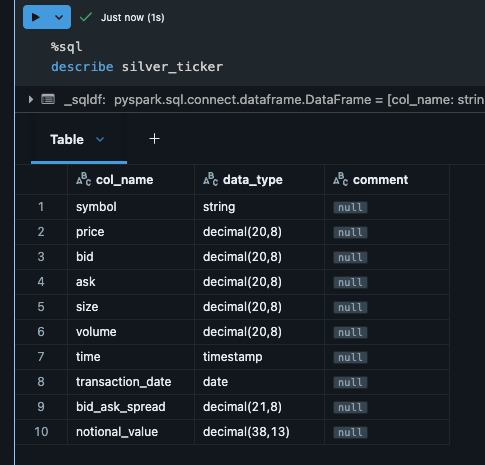 Just now (1s)
%sql
describe silver_ticker
_sqldf: pyspark.sql.connect.dataframe.DataFrame = [col_name: strin
Table
+
ABC col_name ABC data_type ABC comment
1 symbol string null
2 price decimal(20,8) null
3 bid decimal(20,8) null
4 ask decimal(20,8) null
5 size decimal(20,8) null
6 volume decimal(20,8) null
7 time timestamp null
8 transaction_date date null
9 bid_ask_spread decimal(21,8) null
10 notional_value decimal(38,13) null